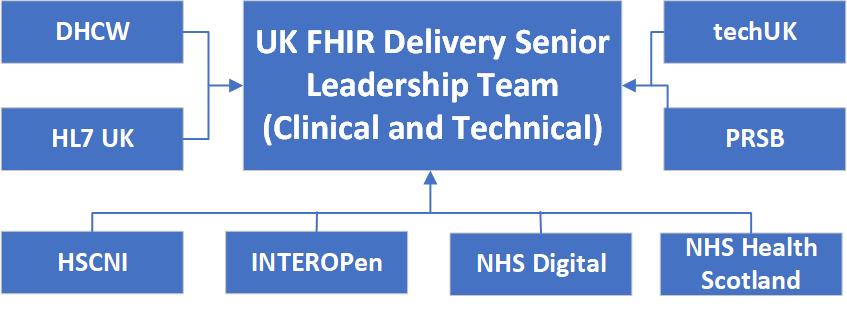 DHCW
UK FHIR Delivery Senior
Leadership Team
(Clinical and Technical)
techUK
HL7 UK
PRSB
HSCNI
INTEROPen
NHS Digital
NHS Health
Scotland